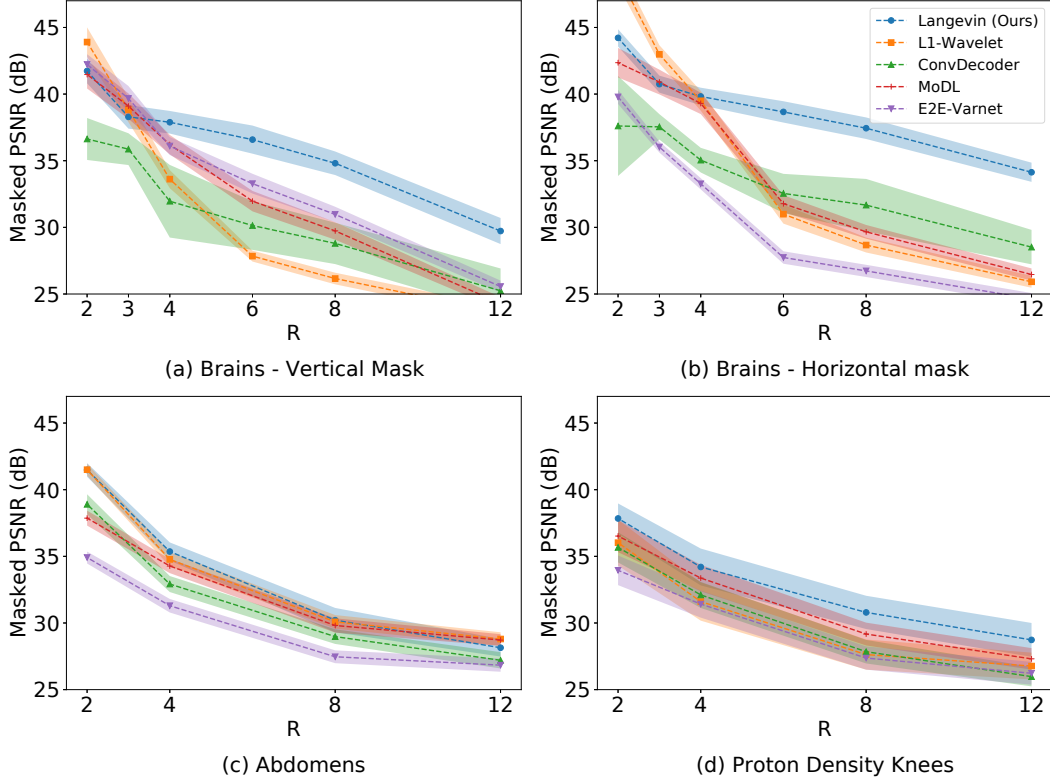 45
40
35
30
25
Masked PSNR (dB)
2 3 4 6 8 12
R
(a) Brains - Vertical Mask
45
40
35
30
25
Masked PSNR (dB)
2 3 4 6 8 12
R
Langevin (Ours)
L1-Wavelet
ConvDecoder
MoDL
E2E-Varnet
(b) Brains - Horizontal mask
45
40
35
30
25
Masked PSNR (dB)
2 4 8 12
R
(c) Abdomens
45
40
35
30
25
Masked PSNR (dB)
2 4 8 12
R
(d) Proton Density Knees